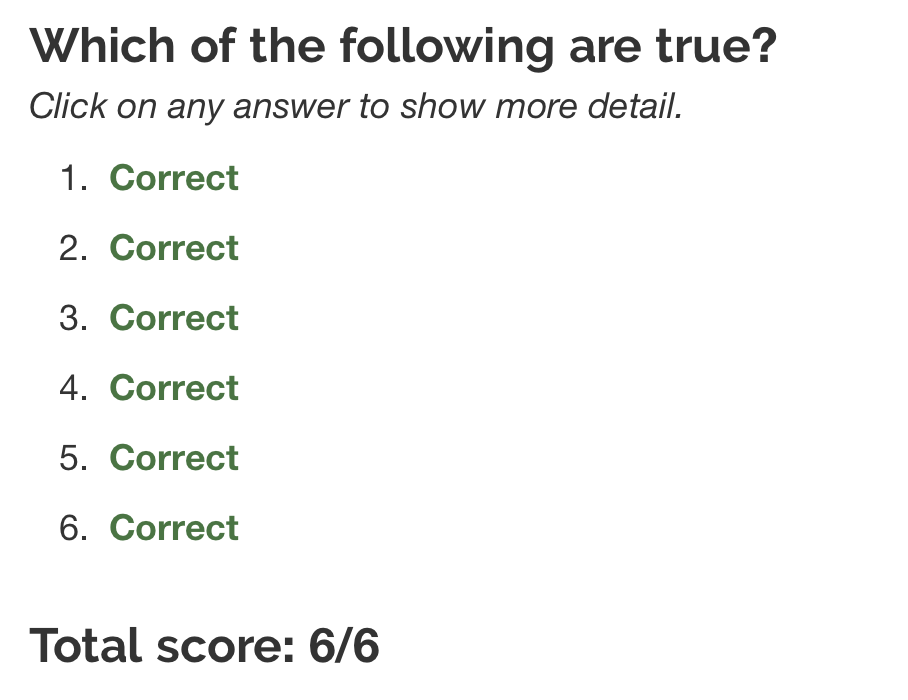 Which of the following are true?
Click on any answer to show more detail.
1. Correct
2. Correct
3. Correct
4. Correct
5. Correct
6. Correct
Total score: 6/6